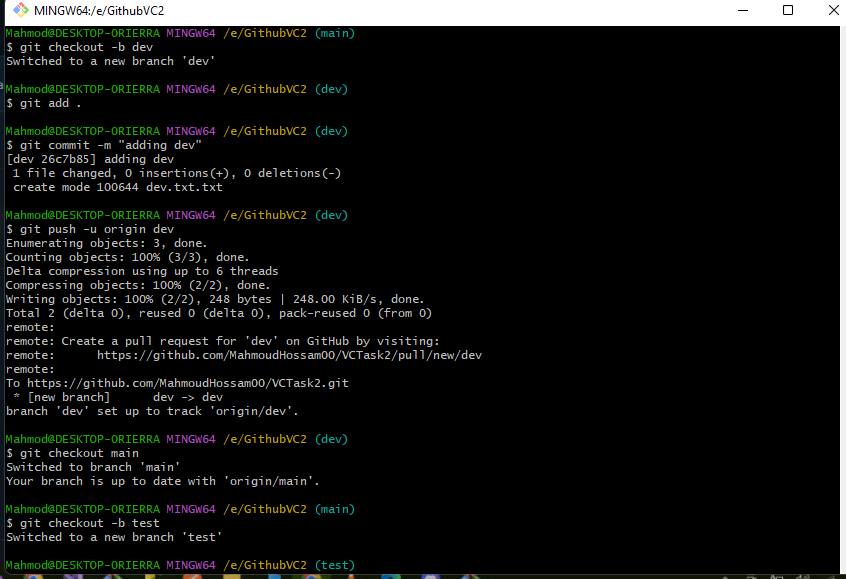 MINGW64:/e/GithubVC2
Mahmod@DESKTOP-ORIERRA MINGW64 /e/GithubVC2 (main)
$ git checkout -b dev
Switched to a new branch 'dev'
Mahmod@DESKTOP-ORIERRA MINGW64 /e/GithubVC2 (dev)
$ git add .
Mahmod@DESKTOP-ORIERRA MINGW64 /e/GithubVC2 (dev)
$ git commit -m "adding dev"
[dev 26c7b85] adding dev
 1 file changed, 0 insertions(+), 0 deletions(-)
 create mode 100644 dev.txt.txt
Mahmod@DESKTOP-ORIERRA MINGW64 /e/GithubVC2 (dev)
$ git push -u origin dev
Enumerating objects: 3, done.
Counting objects: 100% (3/3), done.
Delta compression using up to 6 threads
Compressing objects: 100% (2/2), done.
Writing objects: 100% (2/2), 248 bytes | 248.00 KiB/s, done.
Total 2 (delta 0), reused 0 (delta 0), pack-reused 0 (from 0)
remote:
remote: Create a pull request for 'dev' on GitHub by visiting:
remote:      https://github.com/MahmoudHossam00/VCTask2/pull/new/dev
remote:
To https://github.com/MahmoudHossam00/VCTask2.git
 * [new branch]      dev -> dev
branch 'dev' set up to track 'origin/dev'.
Mahmod@DESKTOP-ORIERRA MINGW64 /e/GithubVC2 (dev)
$ git checkout main
Switched to branch 'main'
Your branch is up to date with 'origin/main'.
Mahmod@DESKTOP-ORIERRA MINGW64 /e/GithubVC2 (main)
$ git checkout -b test
Switched to a new branch 'test'
Mahmod@DESKTOP-ORIERRA MINGW64 /e/GithubVC2 (test)